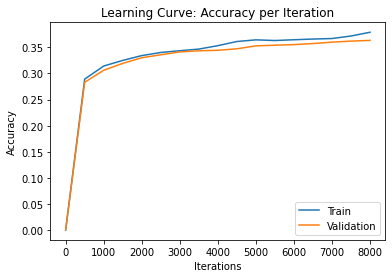 Learning Curve: Accuracy per Iteration
Accuracy
0.35
0.30
0.25
0.20
0.15
0.10
0.05
0.00
Train
Validation
0 1000 2000 3000 4000 5000 6000 7000 8000
Iterations